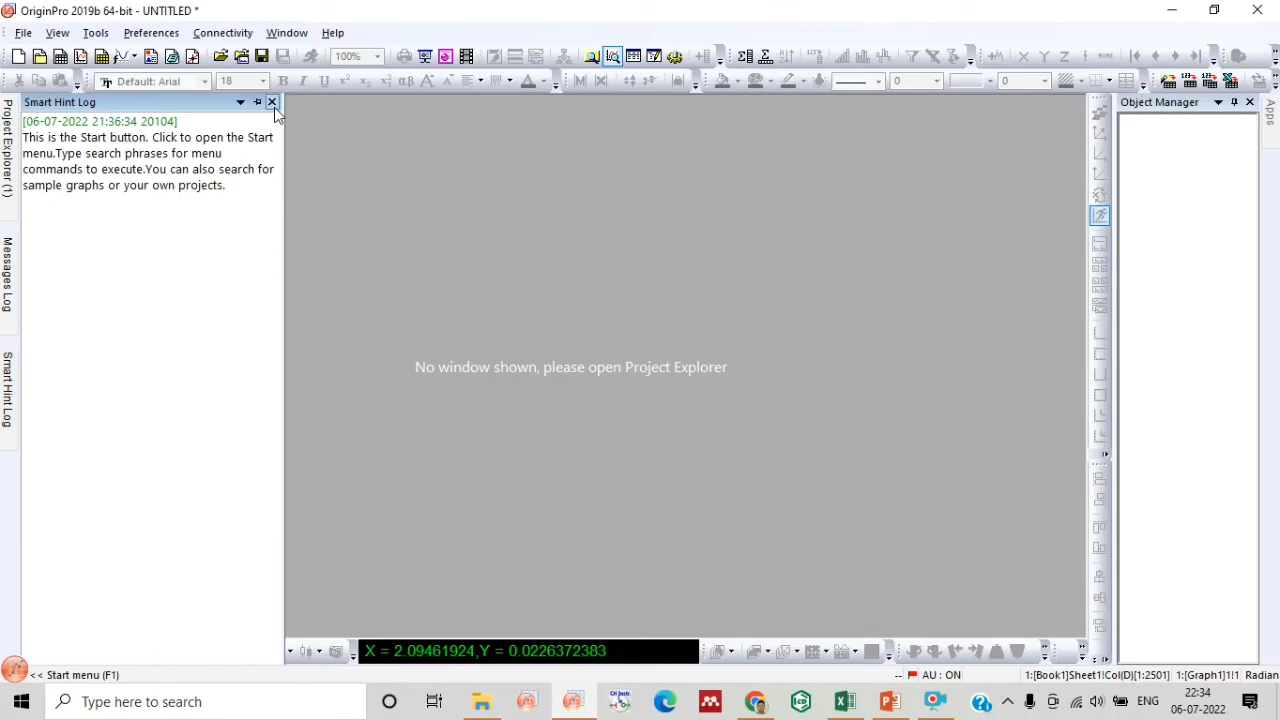 OriginPro 2019b 64-bit - UNTITLED *
File View Tools Preferences Connectivity Window Help
100%
Default: Arial 18 B I U 0 0
Smart Hint Log
Object Manager
Apps
Project Explorer (1)
Messages Log
Smart Hint Log
[06-07-2022 21:36:34 20104]
This is the Start button. Click to open the Start
menu.Type search phrases for menu
commands to execute.You can also search for
sample graphs or your own projects.
No window shown, please open Project Explorer
X = 2.09461924,Y = 0.0226372383
<< Start menu (F1)
-- AU : ON 1:[Book1]Sheet1!Col(D)[1:2501] 1:[Graph1]1!1 Radian
Type here to search
ENG
22:34
06-07-2022